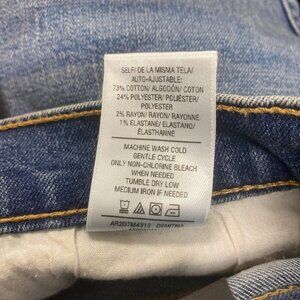 SELF/ DE LA MISMA TELA/
AUTO-AJUSTABLE:
73% COTTON/ ALGODÓN/ COTON
24% POLYESTER/ POLIÉSTER/
POLYESTER
2% RAYON/ RAYÓN/ RAYONNE
1% ELASTANE/ ELASTANO/
ÉLASTHANNE
MACHINE WASH COLD
GENTLE CYCLE
ONLY NON-CHLORINE BLEACH
WHEN NEEDED
TUMBLE DRY LOW
MEDIUM IRON IF NEEDED